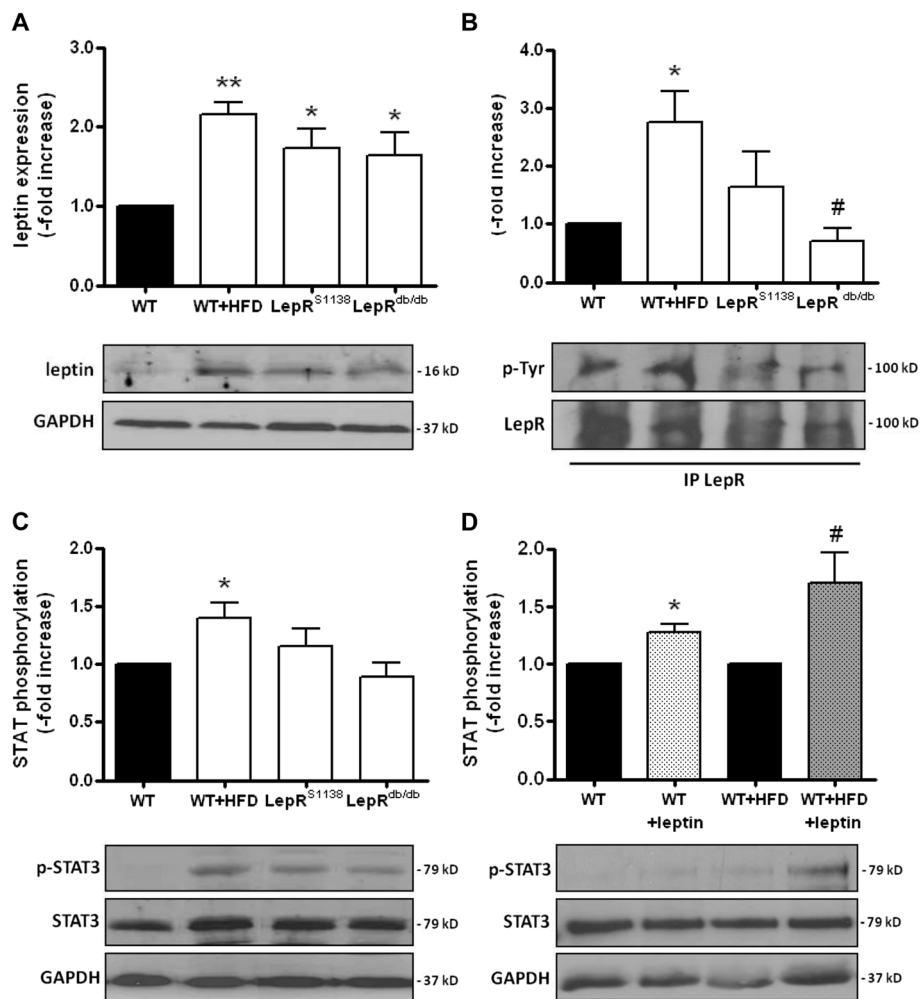 A
leptin expression
(-fold increase)
3.0
2.0
1.0
0.0
**
*
*
WT
WT+HFD
LepR^S1138
LepR^db/db
leptin
- 16 kD
GAPDH
- 37 kD
B
(-fold increase)
4.0
3.0
2.0
1.0
0.0
*
#
WT
WT+HFD
LepR^S1138
LepR^db/db
p-Tyr
- 100 kD
LepR
- 100 kD
IP LepR
C
STAT phosphorylation
(-fold increase)
2.0
1.5
1.0
0.5
0.0
*
WT
WT+HFD
LepR^S1138
LepR^db/db
p-STAT3
- 79 kD
STAT3
- 79 kD
GAPDH
- 37 kD
D
STAT phosphorylation
(-fold increase)
2.0
1.5
1.0
0.5
0.0
*
#
WT
WT
+leptin
WT+HFD
WT+HFD
+leptin
p-STAT3
- 79 kD
STAT3
- 79 kD
GAPDH
- 37 kD